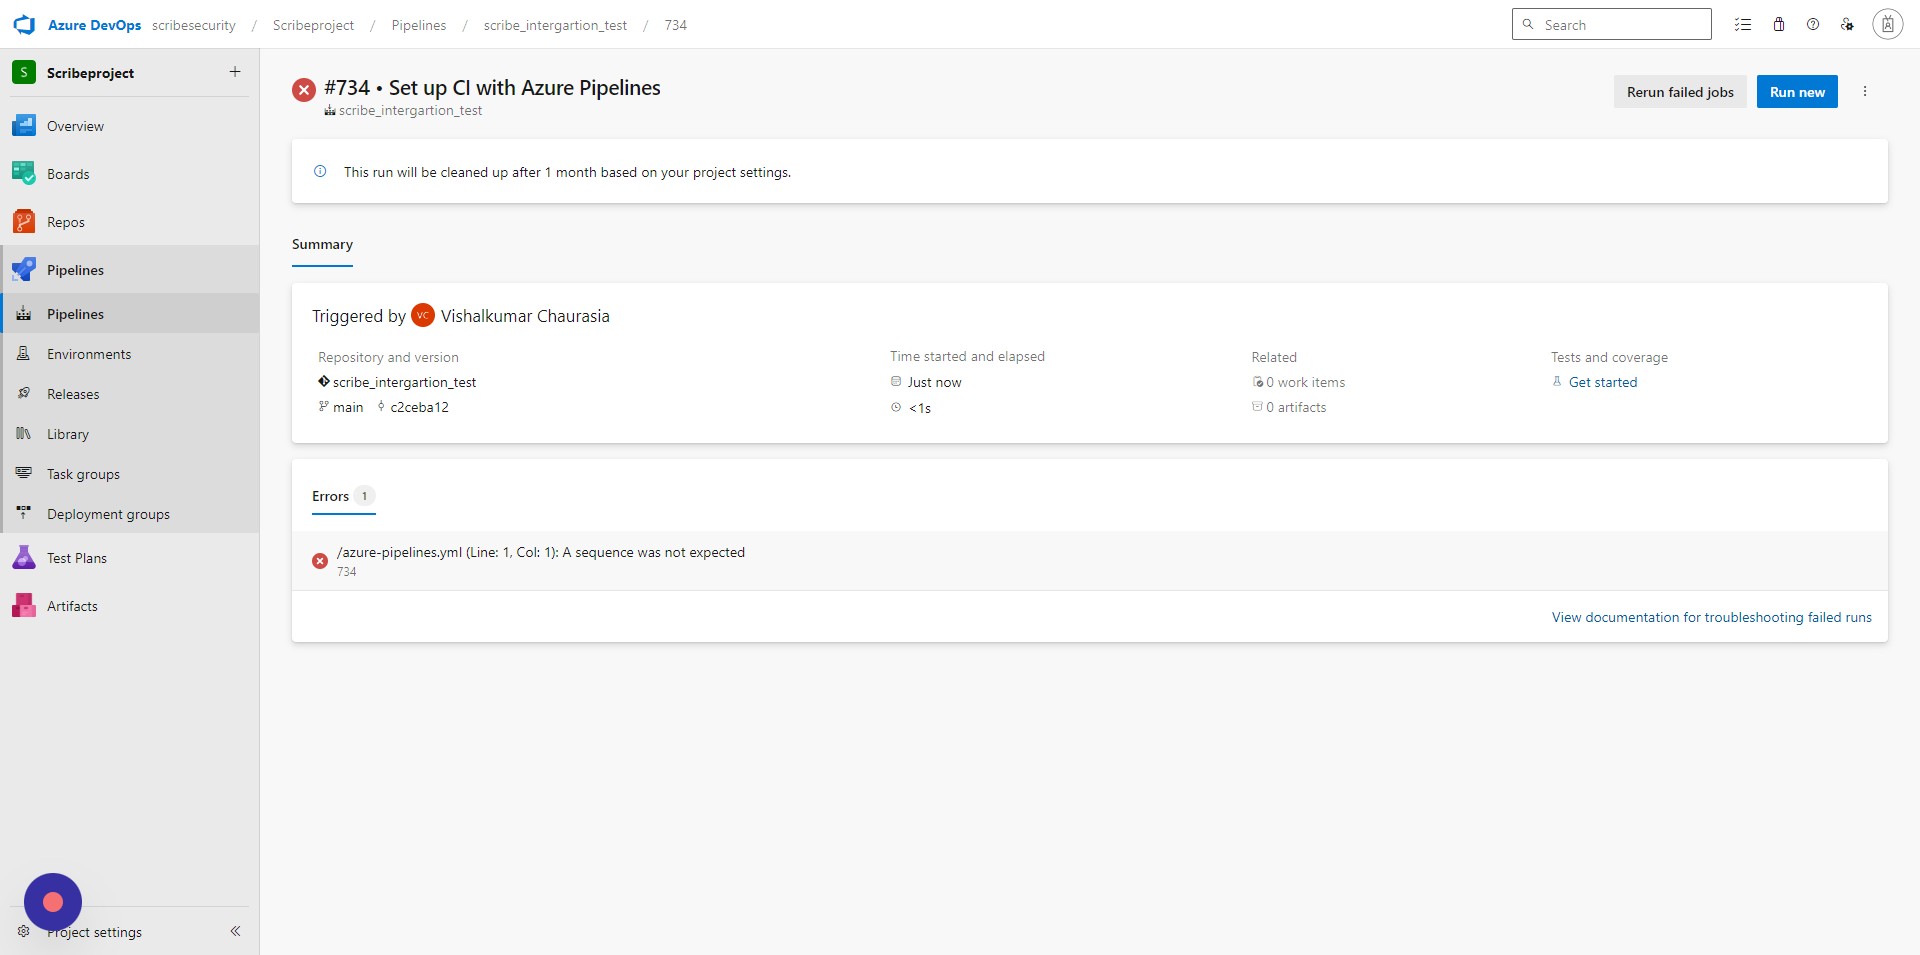 Azure DevOps scribesecurity / Scribeproject / Pipelines / scribe_intergartion_test / 734
Search
S Scribeproject
Overview
Boards
Repos
Pipelines
Pipelines
Environments
Releases
Library
Task groups
Deployment groups
Test Plans
Artifacts
Project settings
#734 • Set up CI with Azure Pipelines
scribe_intergartion_test
Rerun failed jobs
Run new
This run will be cleaned up after 1 month based on your project settings.
Summary
Triggered by VC Vishalkumar Chaurasia
Repository and version
scribe_intergartion_test
main c2ceba12
Time started and elapsed
Just now
<1s
Related
0 work items
0 artifacts
Tests and coverage
Get started
Errors 1
/azure-pipelines.yml (Line: 1, Col: 1): A sequence was not expected
734
View documentation for troubleshooting failed runs